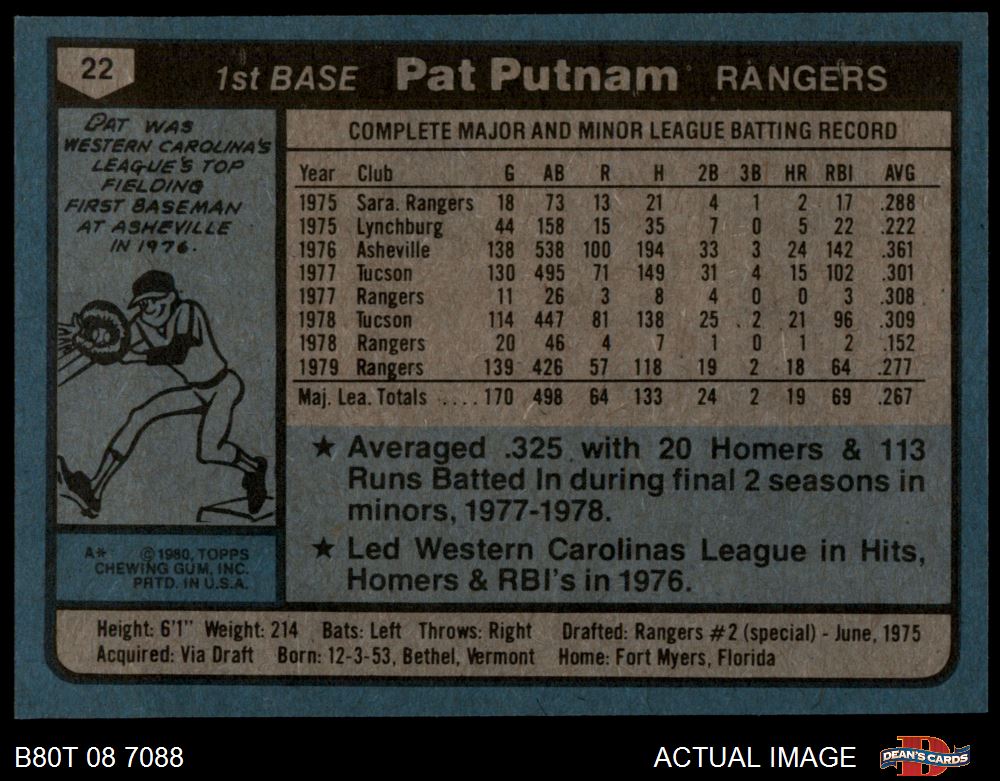 22
1st BASE Pat Putnam RANGERS
PAT WAS
WESTERN CAROLINA'S
LEAGUE'S TOP
FIELDING
FIRST BASEMAN
AT ASHEVILLE
IN 1976.
COMPLETE MAJOR AND MINOR LEAGUE BATTING RECORD
Year Club G AB R H 2B 3B HR RBI AVG
1975 Sara. Rangers 18 73 13 21 4 1 2 17 .288
1975 Lynchburg 44 158 15 35 7 0 5 22 .222
1976 Asheville 138 538 100 194 33 3 24 142 .361
1977 Tucson 130 495 71 149 31 4 15 102 .301
1977 Rangers 11 26 3 8 4 0 0 3 .308
1978 Tucson 114 447 81 138 25 2 21 96 .309
1978 Rangers 20 46 4 7 1 0 1 2 .152
1979 Rangers 139 426 57 118 19 2 18 64 .277
Maj. Lea. Totals .... 170 498 64 133 24 2 19 69 .267
★ Averaged .325 with 20 Homers & 113
Runs Batted In during final 2 seasons in
minors, 1977-1978.
★ Led Western Carolinas League in Hits,
Homers & RBI's in 1976.
A* © 1980, TOPPS
CHEWING GUM, INC.
PRTD. IN U.S.A.
Height: 6'1" Weight: 214 Bats: Left Throws: Right Drafted: Rangers #2 (special) - June, 1975
Acquired: Via Draft Born: 12-3-53, Bethel, Vermont Home: Fort Myers, Florida
B80T 08 7088
ACTUAL IMAGE
DEAN'S CARDS